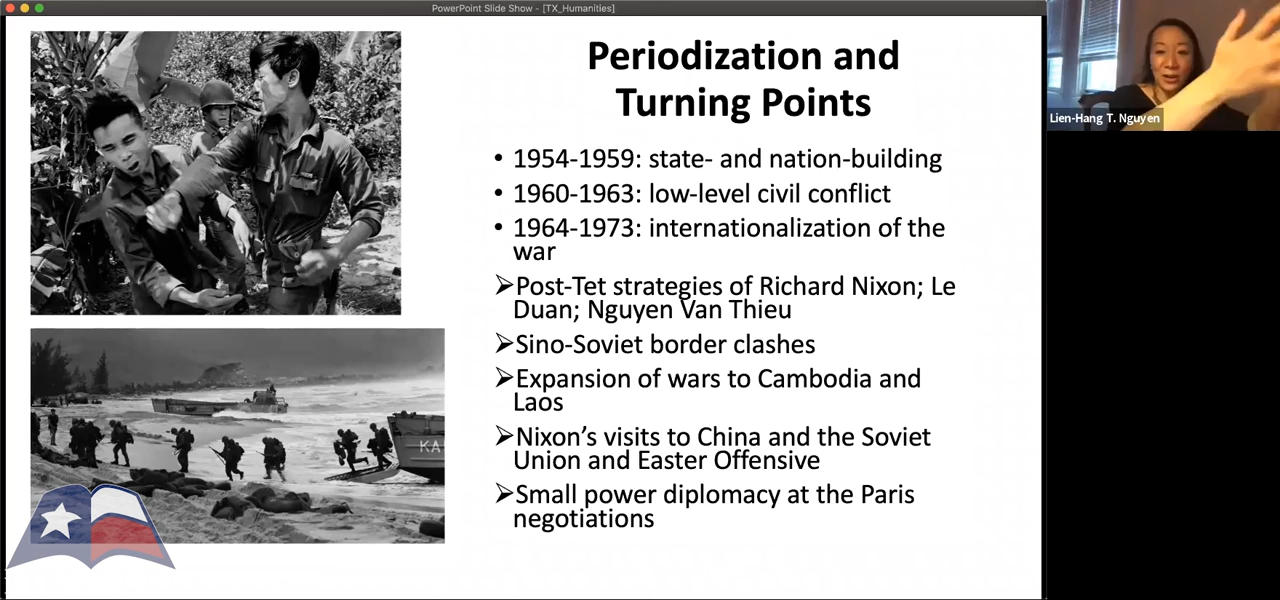 PowerPoint Slide Show - [TX_Humanities]
Periodization and
Turning Points
• 1954-1959: state- and nation-building
• 1960-1963: low-level civil conflict
• 1964-1973: internationalization of the
war
➢Post-Tet strategies of Richard Nixon; Le
Duan; Nguyen Van Thieu
➢Sino-Soviet border clashes
➢Expansion of wars to Cambodia and
Laos
➢Nixon’s visits to China and the Soviet
Union and Easter Offensive
➢Small power diplomacy at the Paris
negotiations
KA
Lien-Hang T. Nguyen